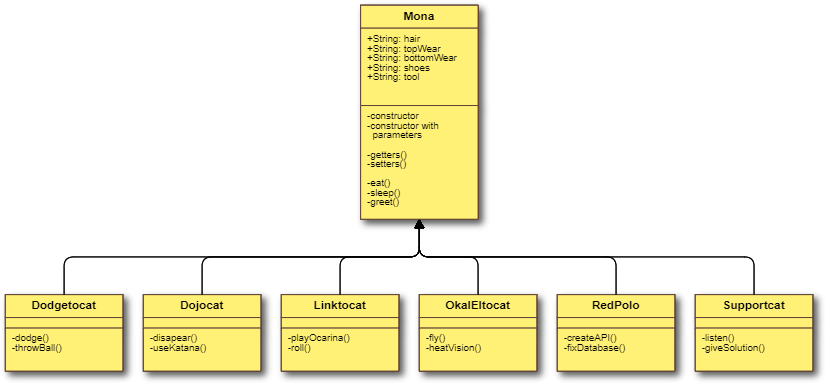 Mona
+String: hair
+String: topWear
+String: bottomWear
+String: shoes
+String: tool
-constructor
-constructor with
parameters
-getters()
-setters()
-eat()
-sleep()
-greet()
Dodgetocat
-dodge()
-throwBall()
Dojocat
-disapear()
-useKatana()
Linktocat
-playOcarina()
-roll()
OkalEltocat
-fly()
-heatVision()
RedPolo
-createAPI()
-fixDatabase()
Supportcat
-listen()
-giveSolution()